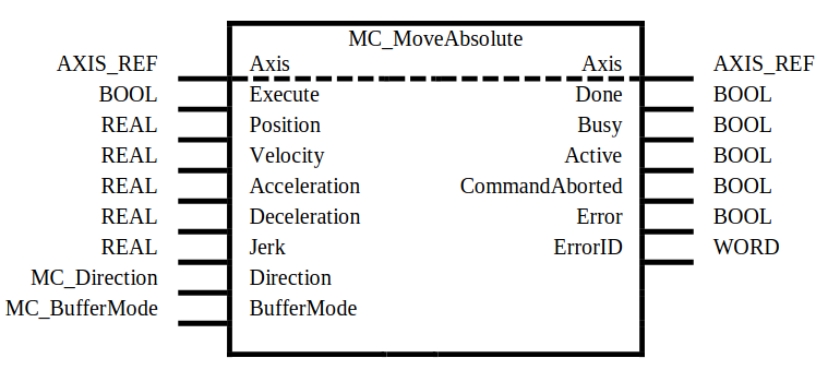 MC_MoveAbsolute
AXIS_REF Axis Axis AXIS_REF
BOOL Execute Done BOOL
REAL Position Busy BOOL
REAL Velocity Active BOOL
REAL Acceleration CommandAborted BOOL
REAL Deceleration Error BOOL
REAL Jerk ErrorID WORD
MC_Direction Direction
MC_BufferMode BufferMode